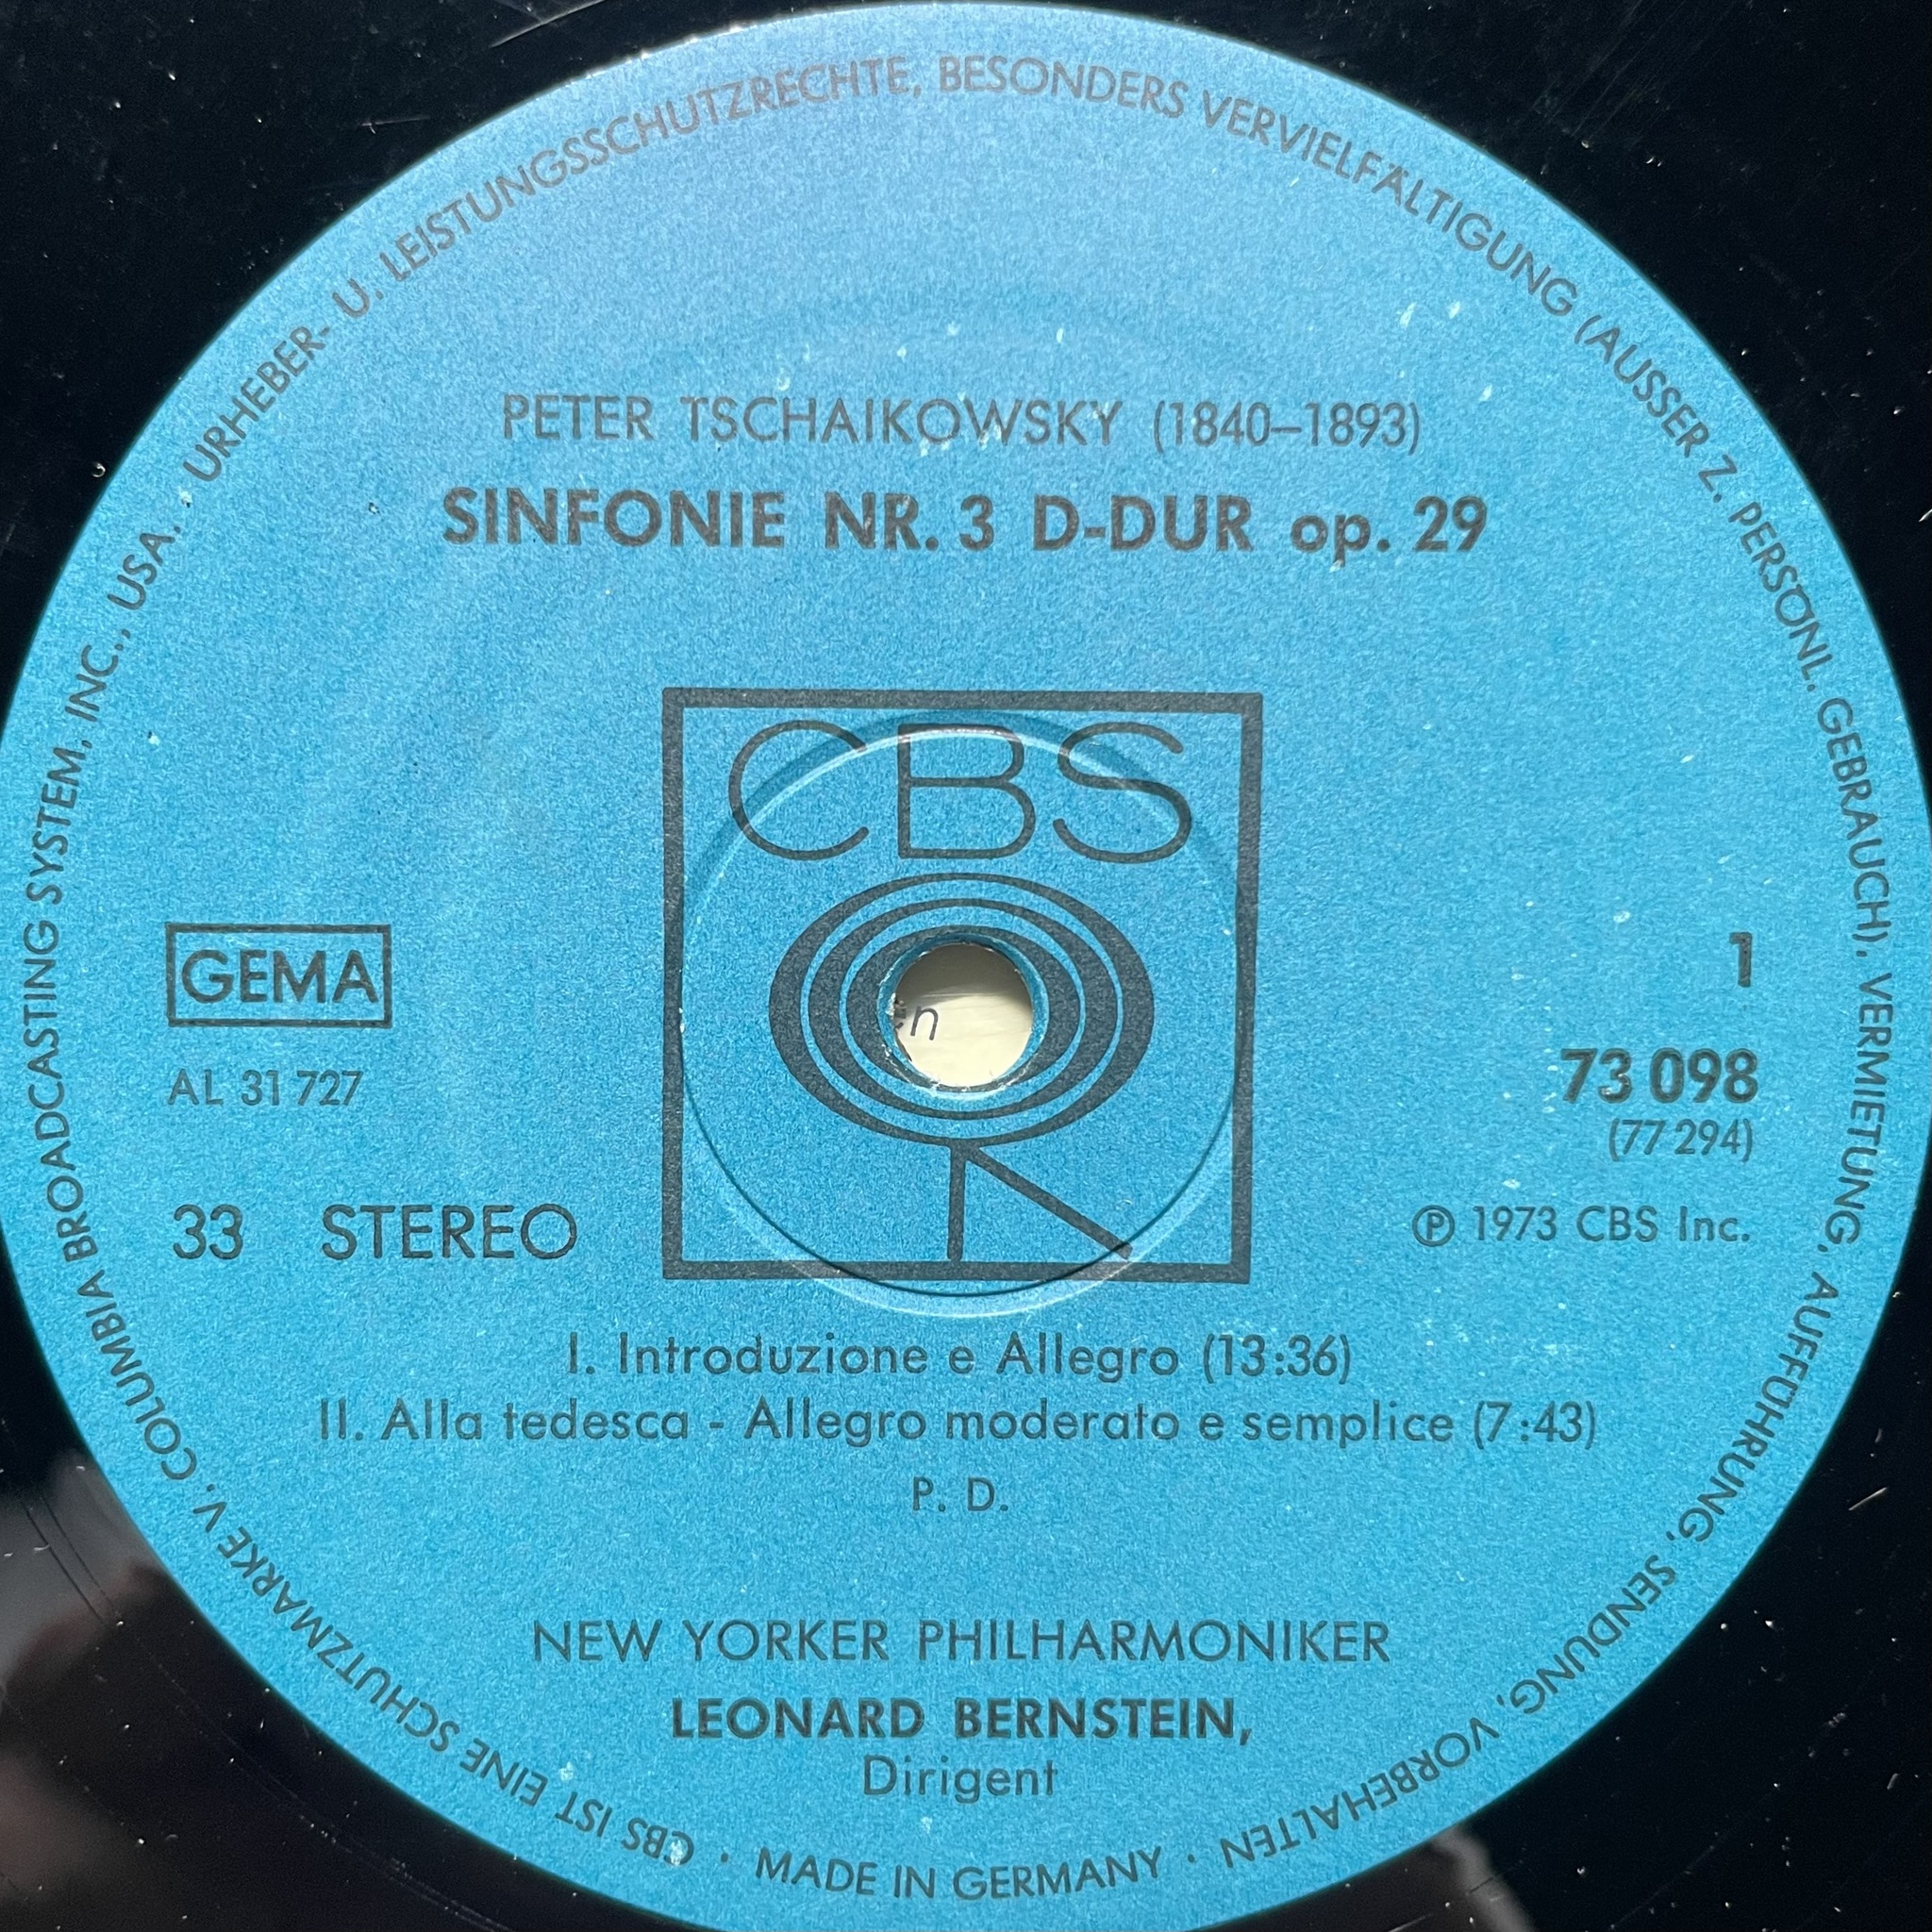 PETER TSCHAIKOWSKY (1840–1893)
SINFONIE NR. 3 D-DUR op. 29
CBS
GEMA
AL 31 727
33 STEREO
n
1
73 098
(77 294)
℗ 1973 CBS Inc.
I. Introduzione e Allegro (13:36)
II. Alla tedesca - Allegro moderato e semplice (7:43)
P. D.
NEW YORKER PHILHARMONIKER
LEONARD BERNSTEIN,
Dirigent
CBS IST EINE SCHUTZMARKE V. COLUMBIA BROADCASTING SYSTEM, INC., USA. URHEBER- U. LEISTUNGSSCHUTZRECHTE, BESONDERS VERVIELFÄLTIGUNG (AUSSER Z. PERSÖNL. GEBRAUCH), VERMIETUNG, AUFFÜHRUNG, SENDUNG, VORBEHALTEN · MADE IN GERMANY ·